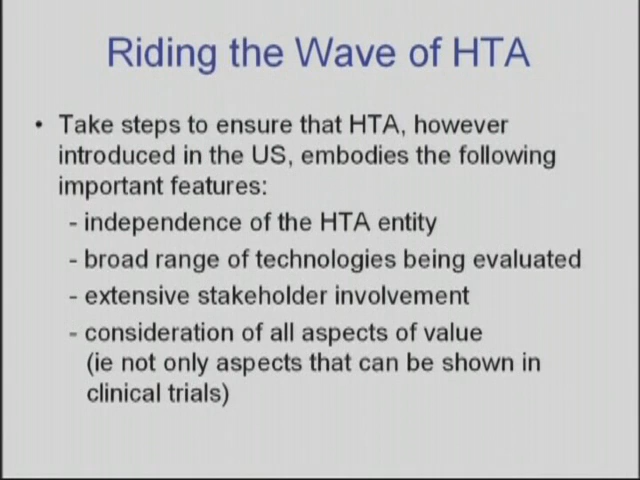 Riding the Wave of HTA
• Take steps to ensure that HTA, however
introduced in the US, embodies the following
important features:
- independence of the HTA entity
- broad range of technologies being evaluated
- extensive stakeholder involvement
- consideration of all aspects of value
(ie not only aspects that can be shown in
clinical trials)